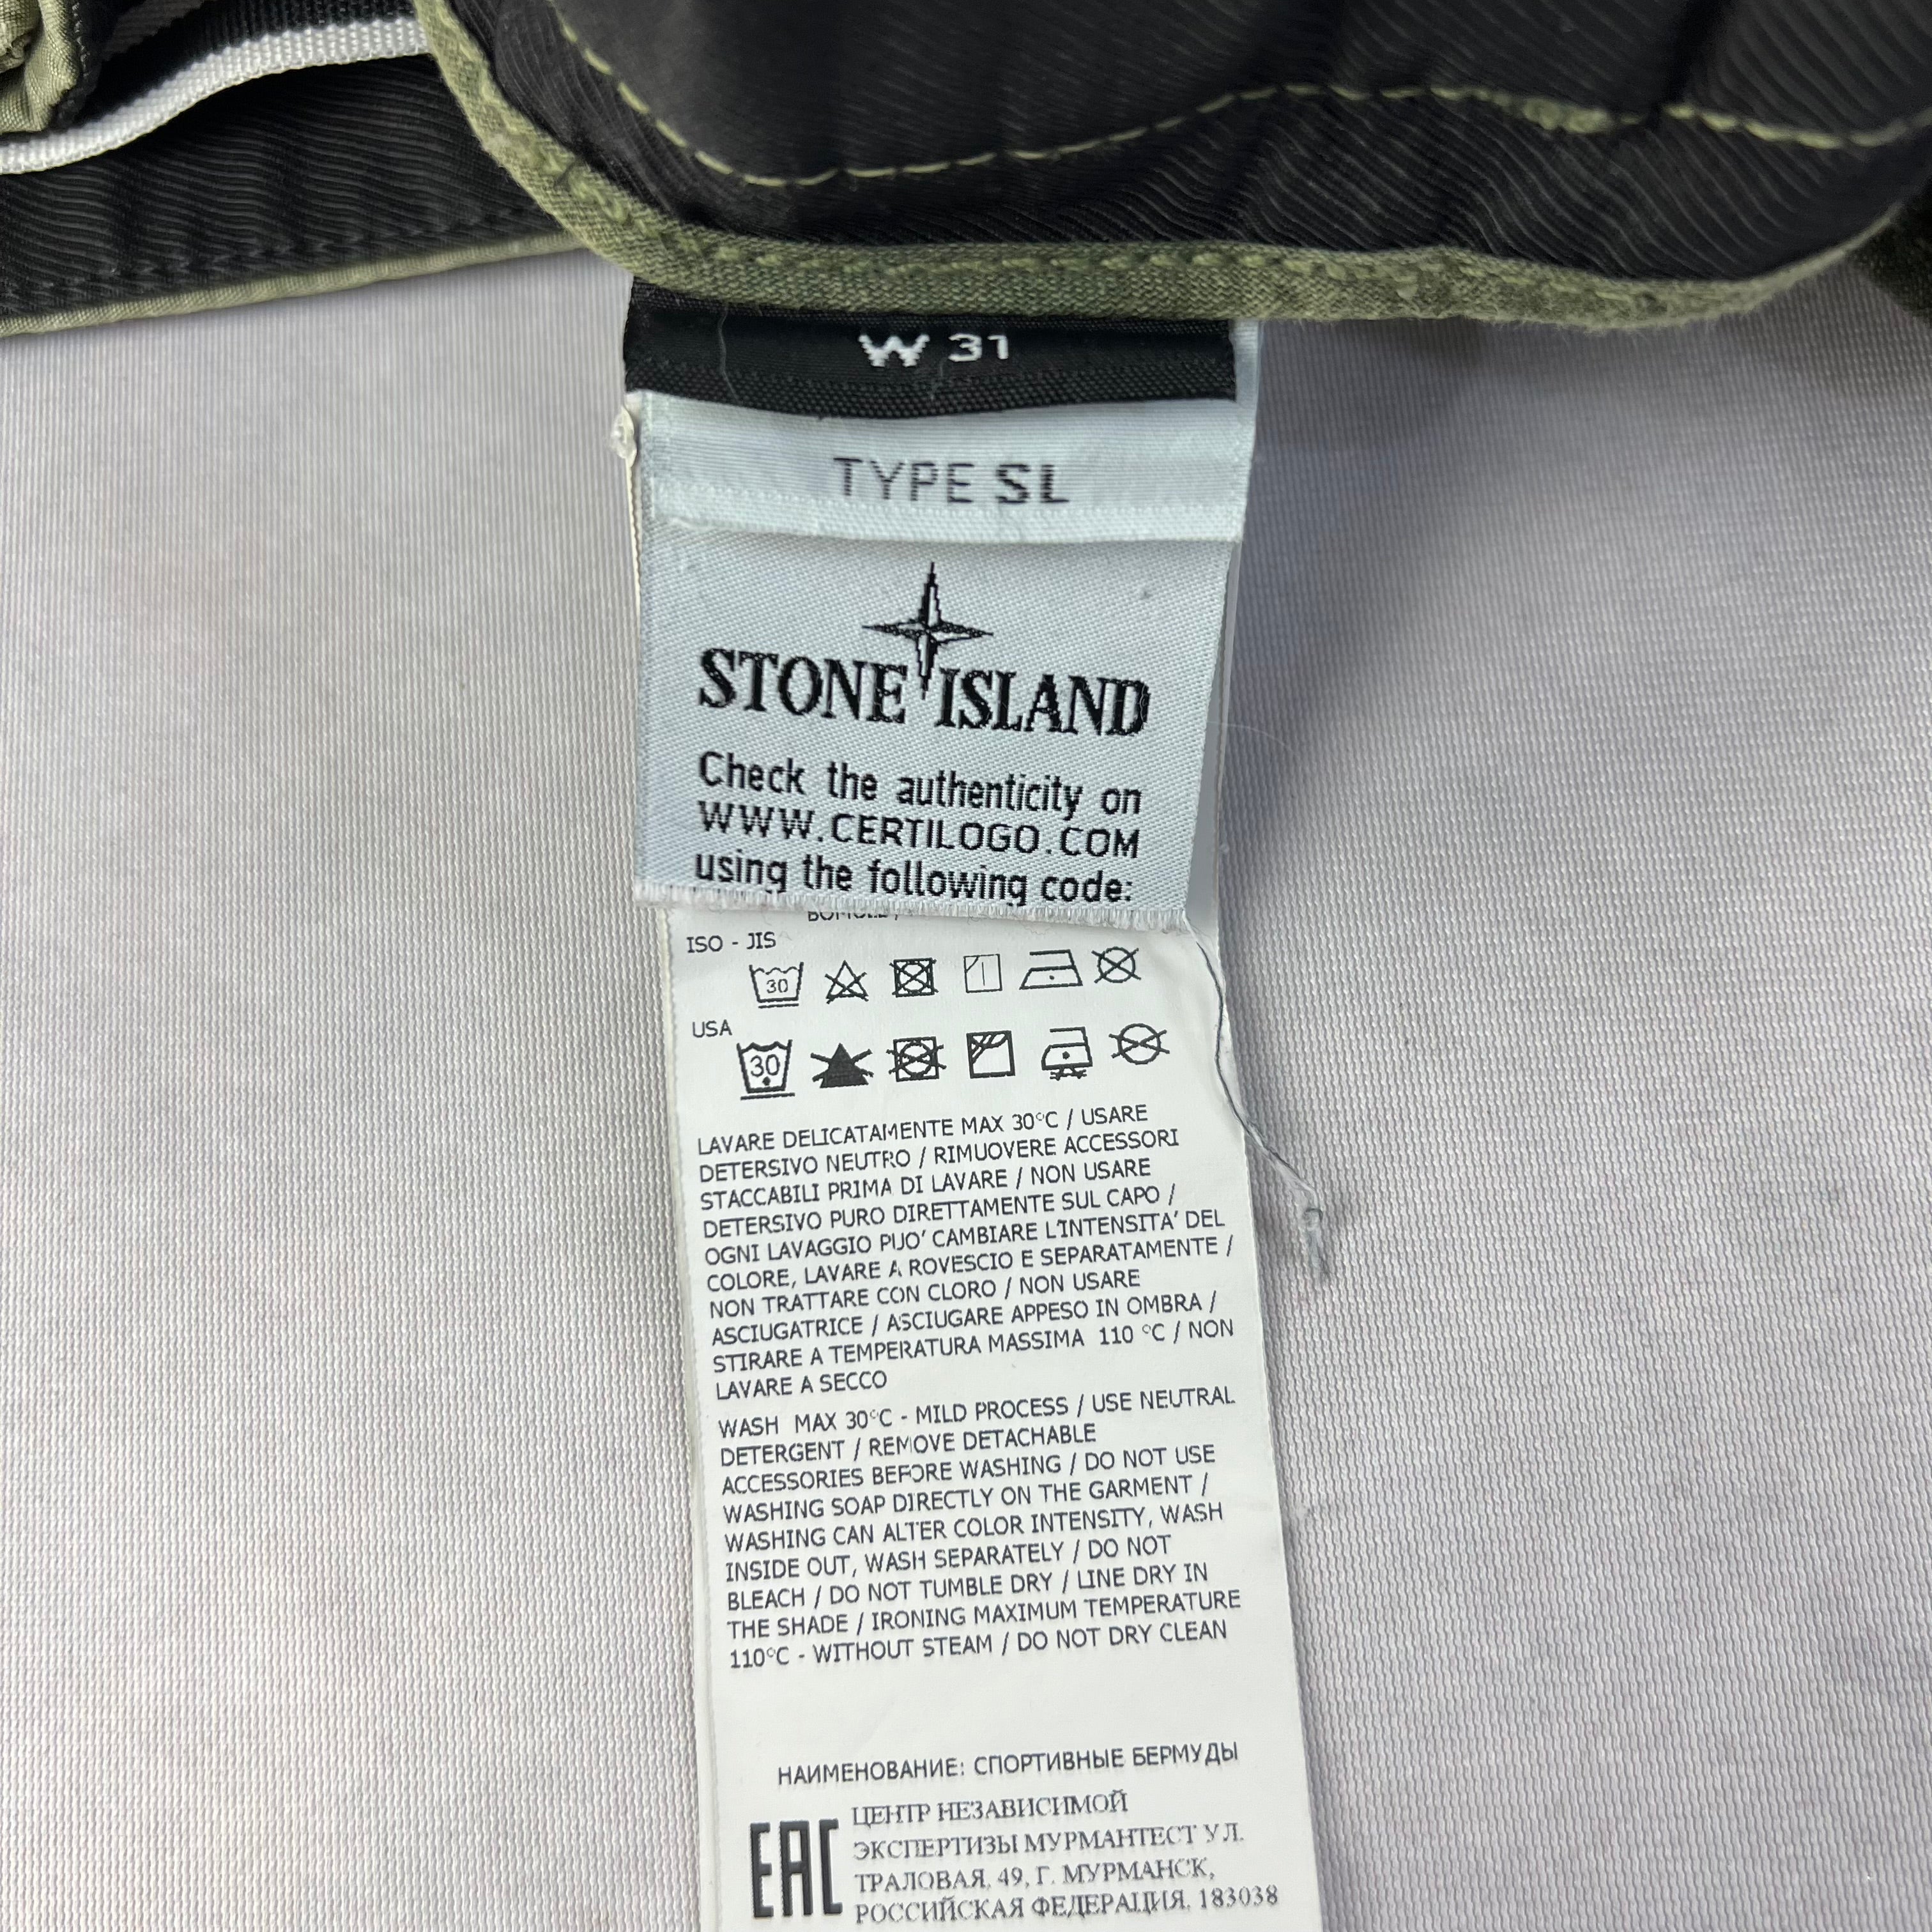 W 31
TYPE SL
STONE ISLAND
Check the authenticity on
WWW.CERTILOGO.COM
using the following code:
ISO - JIS
30
USA
30
LAVARE DELICATAMENTE MAX 30°C / USARE
DETERSIVO NEUTRO / RIMUOVERE ACCESSORI
STACCABILI PRIMA DI LAVARE / NON USARE
DETERSIVO PURO DIRETTAMENTE SUL CAPO /
OGNI LAVAGGIO PUO' CAMBIARE L'INTENSITA' DEL
COLORE, LAVARE A ROVESCIO E SEPARATAMENTE /
NON TRATTARE CON CLORO / NON USARE
ASCIUGATRICE / ASCIUGARE APPESO IN OMBRA /
STIRARE A TEMPERATURA MASSIMA 110 °C / NON
LAVARE A SECCO
WASH MAX 30°C - MILD PROCESS / USE NEUTRAL
DETERGENT / REMOVE DETACHABLE
ACCESSORIES BEFORE WASHING / DO NOT USE
WASHING SOAP DIRECTLY ON THE GARMENT /
WASHING CAN ALTER COLOR INTENSITY, WASH
INSIDE OUT, WASH SEPARATELY / DO NOT
BLEACH / DO NOT TUMBLE DRY / LINE DRY IN
THE SHADE / IRONING MAXIMUM TEMPERATURE
110°C - WITHOUT STEAM / DO NOT DRY CLEAN
НАИМЕНОВАНИЕ: СПОРТИВНЫЕ БЕРМУДЫ
EAC
ЦЕНТР НЕЗАВИСИМОЙ
ЭКСПЕРТИЗЫ МУРМАНТЕСТ УЛ.
ТРАЛОВАЯ, 49, Г. МУРМАНСК,
РОССИЙСКАЯ ФЕДЕРАЦИЯ, 183038